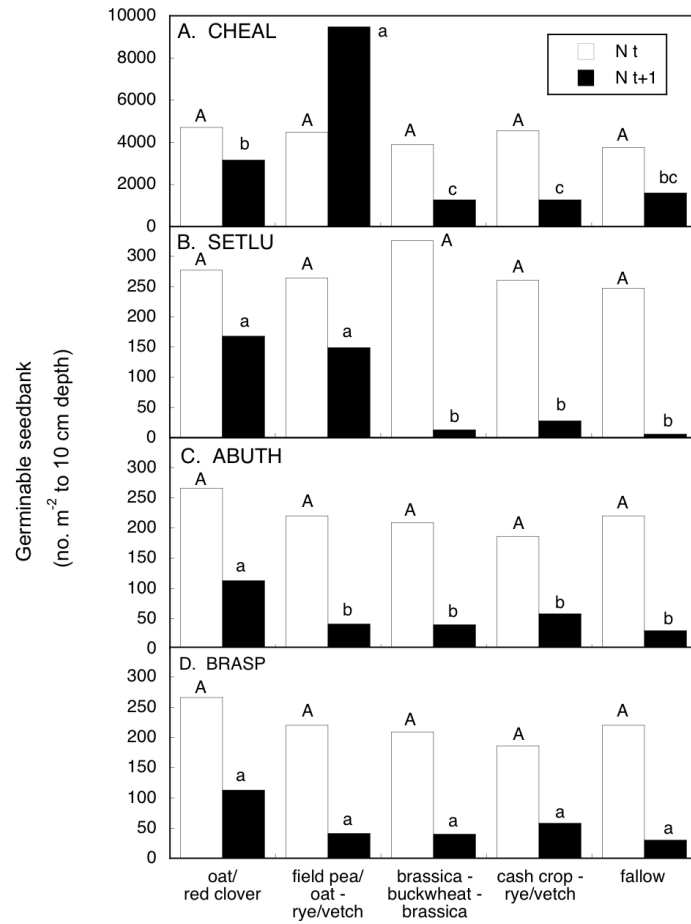 A. CHEAL
N t
N t+1
10000
8000
6000
4000
2000
0
A
b
A
a
A
c
A
c
A
bc
B. SETLU
300
250
200
150
100
50
0
A
a
A
a
A
b
A
b
A
b
C. ABUTH
300
250
200
150
100
50
0
A
a
A
b
A
b
A
b
A
b
D. BRASP
300
250
200
150
100
50
0
A
a
A
a
A
a
A
a
A
a
Germinable seedbank
(no. m⁻² to 10 cm depth)
oat/
red clover
field pea/
oat -
rye/vetch
brassica -
buckwheat -
brassica
cash crop -
rye/vetch
fallow